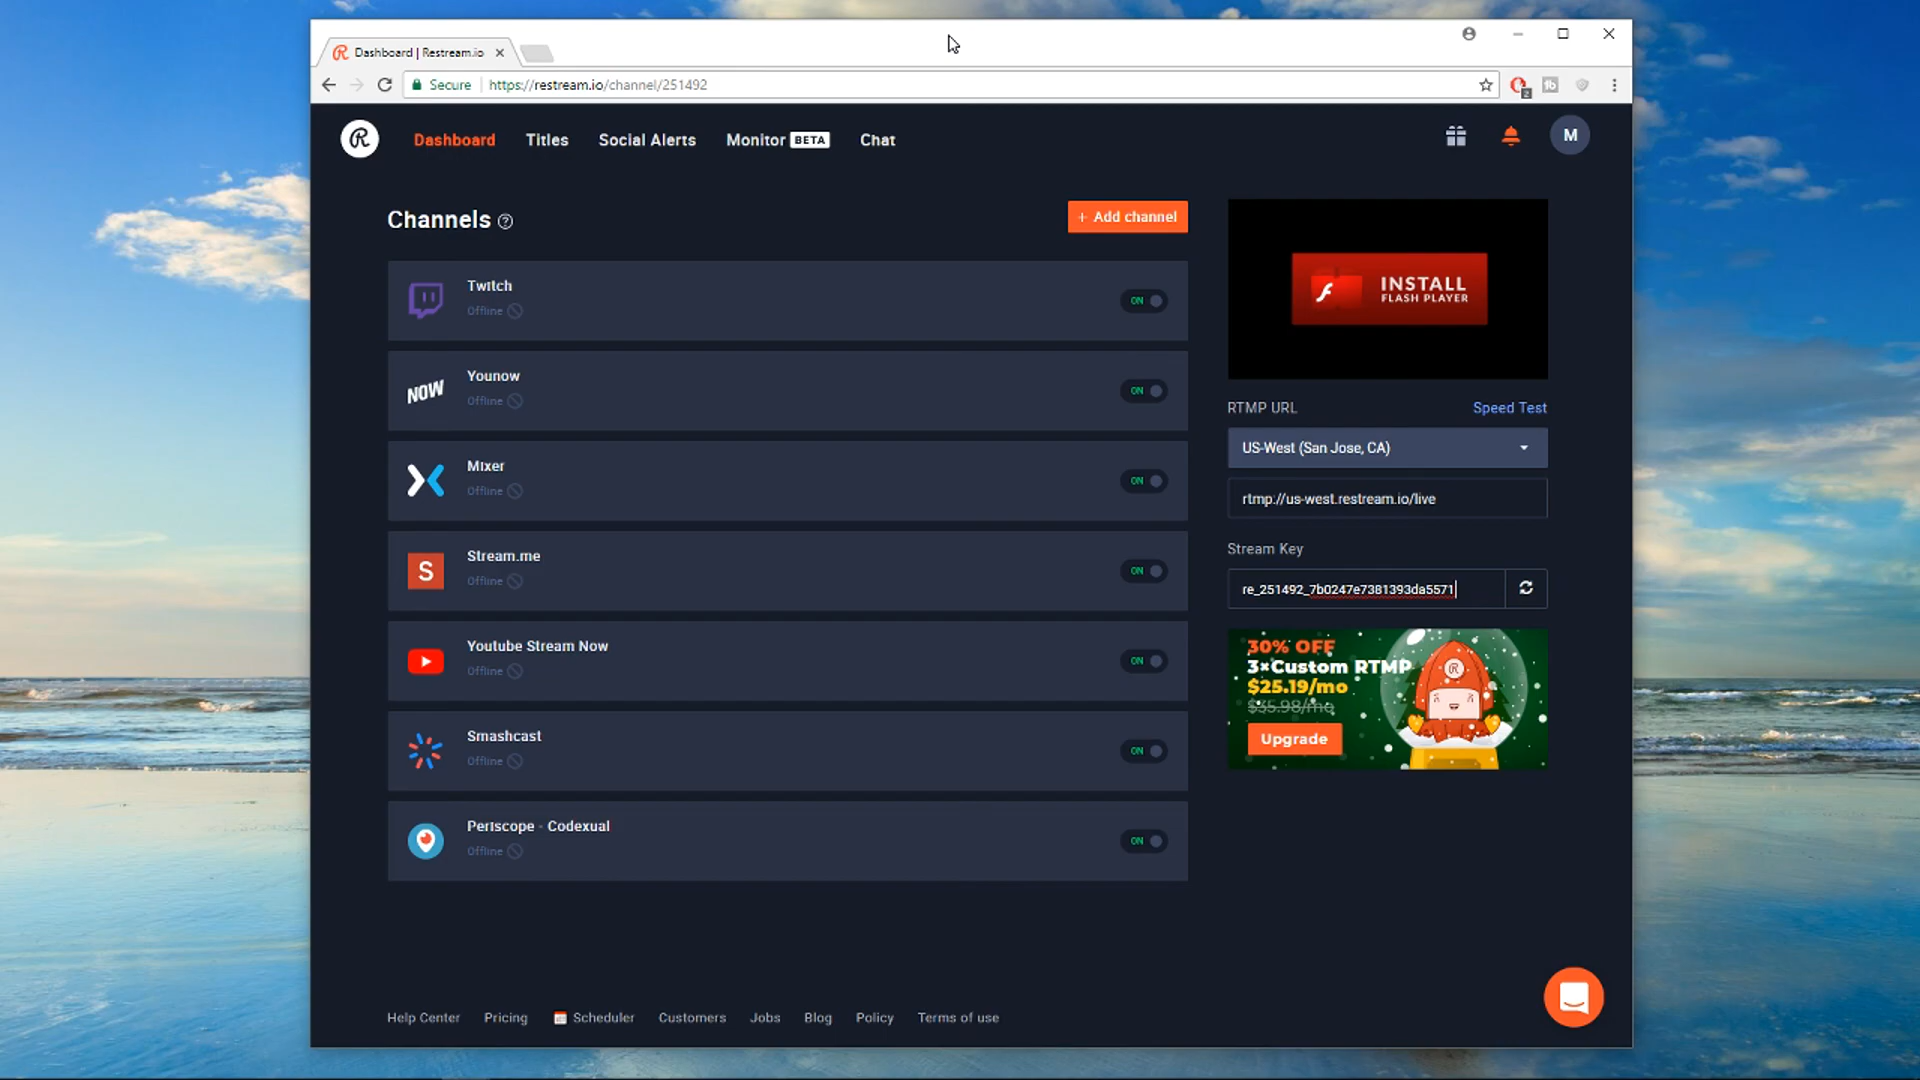 Dashboard | Restream.io
Secure
https://restream.io/channel/251492
2
tb
R
Dashboard
Titles
Social Alerts
Monitor BETA
Chat
M
Channels ?
+ Add channel
Twitch
Offline
ON
NOW
Younow
Offline
ON
Mixer
Offline
ON
S
Stream.me
Offline
ON
Youtube Stream Now
Offline
ON
Smashcast
Offline
ON
Periscope - Codexual
Offline
ON
INSTALL
FLASH PLAYER
RTMP URL
Speed Test
US-West (San Jose, CA)
rtmp://us-west.restream.io/live
Stream Key
re_251492_7b0247e7381393da5571
30% OFF
3×Custom RTMP
$25.19/mo
$35.98/mo
Upgrade
Help Center
Pricing
Scheduler
Customers
Jobs
Blog
Policy
Terms of use